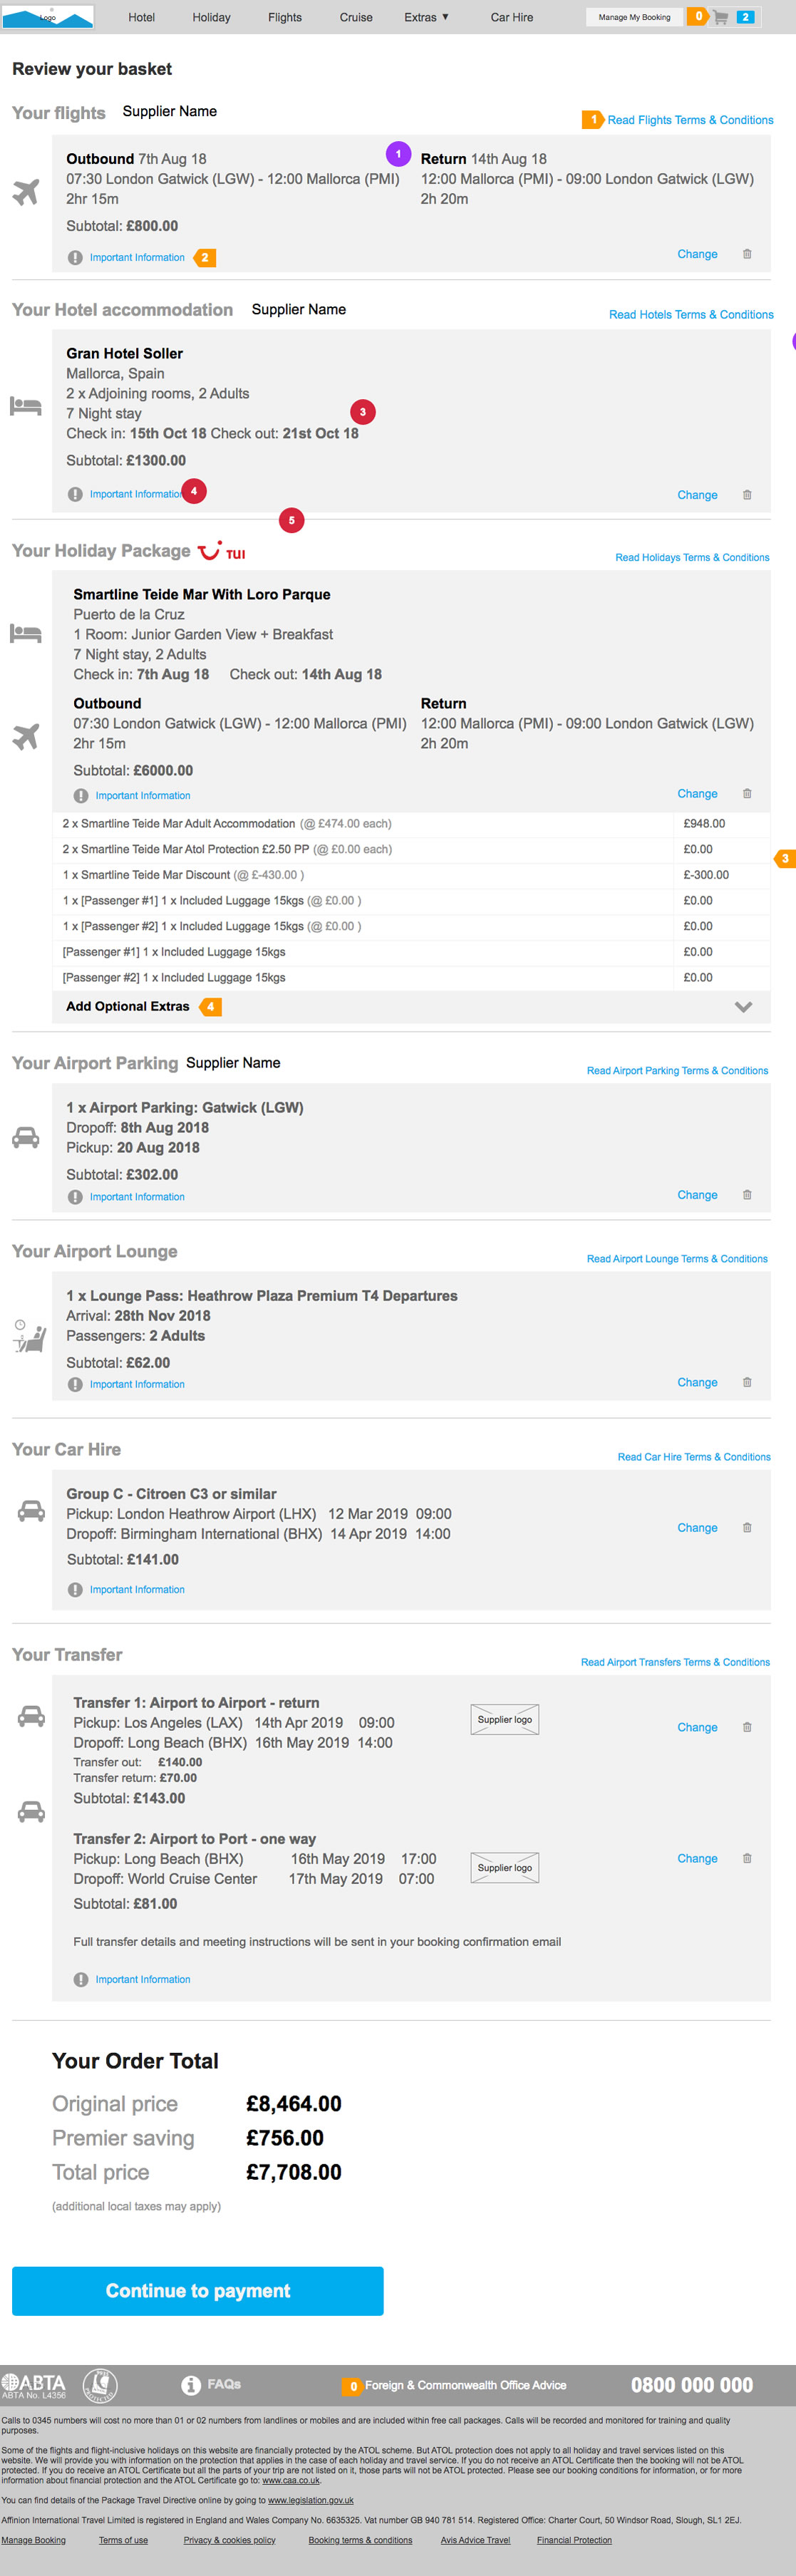 Logo
Hotel Holiday Flights Cruise Extras ▼ Car Hire Manage My Booking 0 2
Review your basket
Your flights Supplier Name
1 Read Flights Terms & Conditions
Outbound 7th Aug 18 1 Return 14th Aug 18
07:30 London Gatwick (LGW) - 12:00 Mallorca (PMI) 12:00 Mallorca (PMI) - 09:00 London Gatwick (LGW)
2hr 15m 2h 20m
Subtotal: £800.00
Important Information 2 Change
Your Hotel accommodation Supplier Name
Read Hotels Terms & Conditions
Gran Hotel Soller
Mallorca, Spain
2 x Adjoining rooms, 2 Adults
7 Night stay 3
Check in: 15th Oct 18 Check out: 21st Oct 18
Subtotal: £1300.00
Important Information 4 Change
5
Your Holiday Package TUI
Read Holidays Terms & Conditions
Smartline Teide Mar With Loro Parque
Puerto de la Cruz
1 Room: Junior Garden View + Breakfast
7 Night stay, 2 Adults
Check in: 7th Aug 18 Check out: 14th Aug 18
Outbound Return
07:30 London Gatwick (LGW) - 12:00 Mallorca (PMI) 12:00 Mallorca (PMI) - 09:00 London Gatwick (LGW)
2hr 15m 2h 20m
Subtotal: £6000.00
Important Information Change
2 x Smartline Teide Mar Adult Accommodation (@ £474.00 each) £948.00
2 x Smartline Teide Mar Atol Protection £2.50 PP (@ £0.00 each) £0.00
3
1 x Smartline Teide Mar Discount (@ £-430.00 ) £-300.00
1 x [Passenger #1] 1 x Included Luggage 15kgs (@ £0.00 ) £0.00
1 x [Passenger #2] 1 x Included Luggage 15kgs (@ £0.00 ) £0.00
[Passenger #1] 1 x Included Luggage 15kgs £0.00
[Passenger #2] 1 x Included Luggage 15kgs £0.00
Add Optional Extras 4
Your Airport Parking Supplier Name
Read Airport Parking Terms & Conditions
1 x Airport Parking: Gatwick (LGW)
Dropoff: 8th Aug 2018
Pickup: 20 Aug 2018
Subtotal: £302.00
Important Information Change
Your Airport Lounge
Read Airport Lounge Terms & Conditions
1 x Lounge Pass: Heathrow Plaza Premium T4 Departures
Arrival: 28th Nov 2018
Passengers: 2 Adults
Subtotal: £62.00
Important Information Change
Your Car Hire
Read Car Hire Terms & Conditions
Group C - Citroen C3 or similar
Pickup: London Heathrow Airport (LHX) 12 Mar 2019 09:00
Dropoff: Birmingham International (BHX) 14 Apr 2019 14:00
Change
Subtotal: £141.00
Important Information
Your Transfer
Read Airport Transfers Terms & Conditions
Transfer 1: Airport to Airport - return
Pickup: Los Angeles (LAX) 14th Apr 2019 09:00 Supplier logo
Dropoff: Long Beach (BHX) 16th May 2019 14:00 Change
Transfer out: £140.00
Transfer return: £70.00
Subtotal: £143.00
Transfer 2: Airport to Port - one way
Pickup: Long Beach (BHX) 16th May 2019 17:00 Supplier logo Change
Dropoff: World Cruise Center 17th May 2019 07:00
Subtotal: £81.00
Full transfer details and meeting instructions will be sent in your booking confirmation email
Important Information
Your Order Total
Original price £8,464.00
Premier saving £756.00
Total price £7,708.00
(additional local taxes may apply)
Continue to payment
ABTA
ABTA No. L4356
FAQs 0 Foreign & Commonwealth Office Advice 0800 000 000
Calls to 0345 numbers will cost no more than 01 or 02 numbers from landlines or mobiles and are included within free call packages. Calls will be recorded and monitored for training and quality
purposes.
Some of the flights and flight-inclusive holidays on this website are financially protected by the ATOL scheme. But ATOL protection does not apply to all holiday and travel services listed on this
website. We will provide you with information on the protection that applies in the case of each holiday and travel service. If you do not receive an ATOL Certificate then the booking will not be ATOL
protected. If you do receive an ATOL Certificate but all the parts of your trip are not listed on it, those parts will not be ATOL protected. Please see our booking conditions for information, or for more
information about financial protection and the ATOL Certificate go to: www.caa.co.uk.
You can find details of the Package Travel Directive online by going to www.legislation.gov.uk
Affinion International Travel Limited is registered in England and Wales Company No. 6635325. Vat number GB 940 781 514. Registered Office: Charter Court, 50 Windsor Road, Slough, SL1 2EJ.
Manage Booking Terms of use Privacy & cookies policy Booking terms & conditions Avis Advice Travel Financial Protection